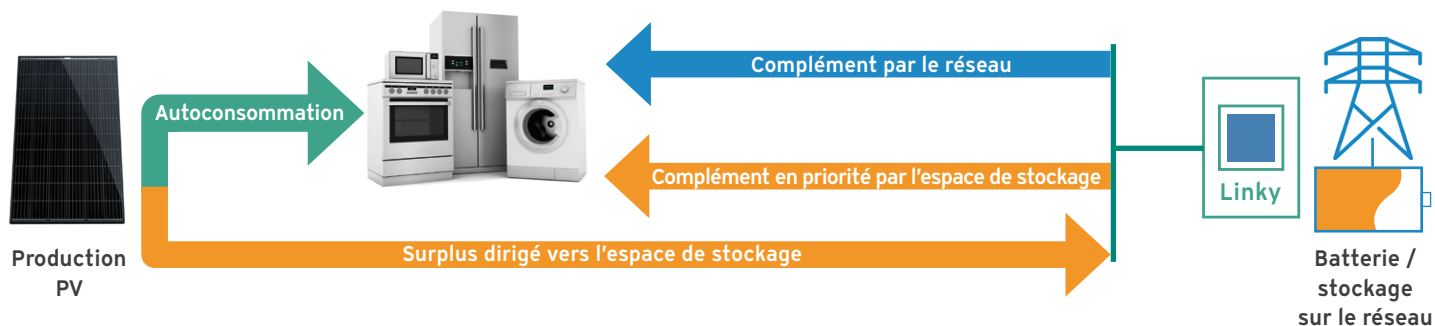 Complément par le réseau
Autoconsommation
Complément en priorité par l'espace de stockage
Linky
Surplus dirigé vers l'espace de stockage
Production
PV
Batterie /
stockage
sur le réseau